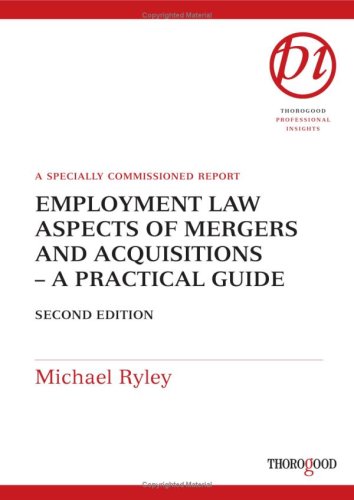 Copyrighted Material
pi
THOROGOOD
PROFESSIONAL
INSIGHTS
A SPECIALLY COMMISSIONED REPORT
EMPLOYMENT LAW
ASPECTS OF MERGERS
AND ACQUISITIONS
– A PRACTICAL GUIDE
SECOND EDITION
Michael Ryley
THOROgOOD
Copyrighted Material